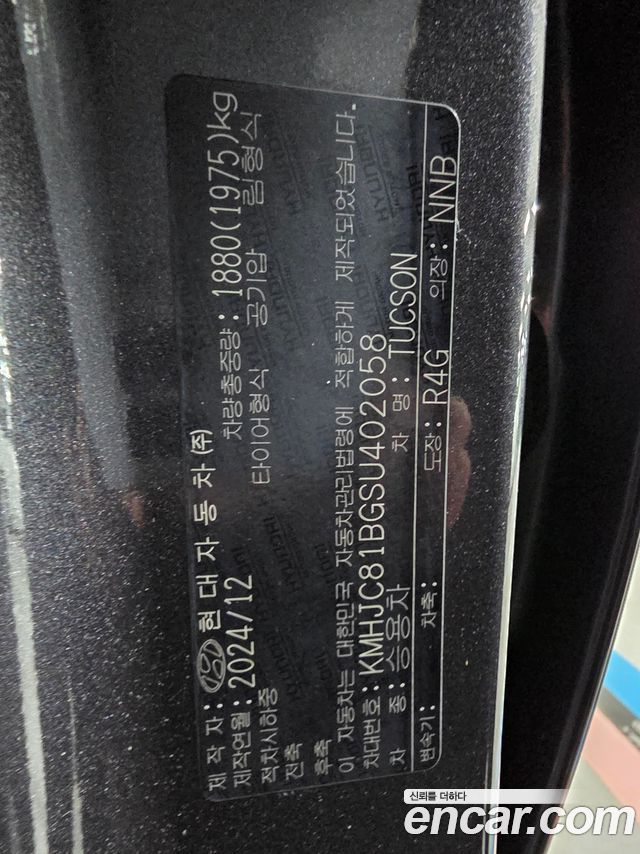 제 작 자: 현대자동차(주)
제작연월: 2024/12 차량총중량: 1880(1975)kg
적차시하중 타이어형식 공기압 림형식
전축
후축
이 자동차는 대한민국 자동차관리법령에 적합하게 제작되었습니다.
차대번호: KMHJC81BGSU402058
차 종: 승용차 차 명: TUCSON
변속기: 차축: 도장: R4G 의장: NNB
신뢰를 더하다
encar.com